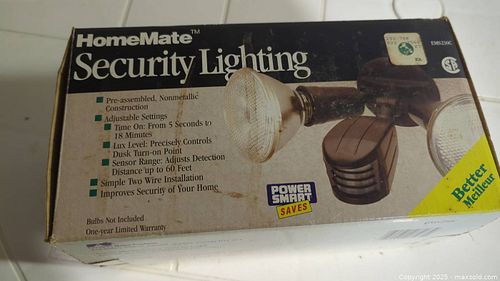 HomeMate™
Security Lighting
Pre-assembled, Nonmetallic
Construction
Adjustable Settings
Time On: From 5 Seconds to
18 Minutes
Lux Level: Precisely Controls
Dusk Turn-on Point
Sensor Range: Adjusts Detection
Distance up to 60 Feet
Simple Two Wire Installation
Improves Security of Your Home
Bulbs Not Included
One-year Limited Warranty
POWER
SMART
SAVES
Better
Meilleur
EA
Copyright © 2025 - maxsold.com